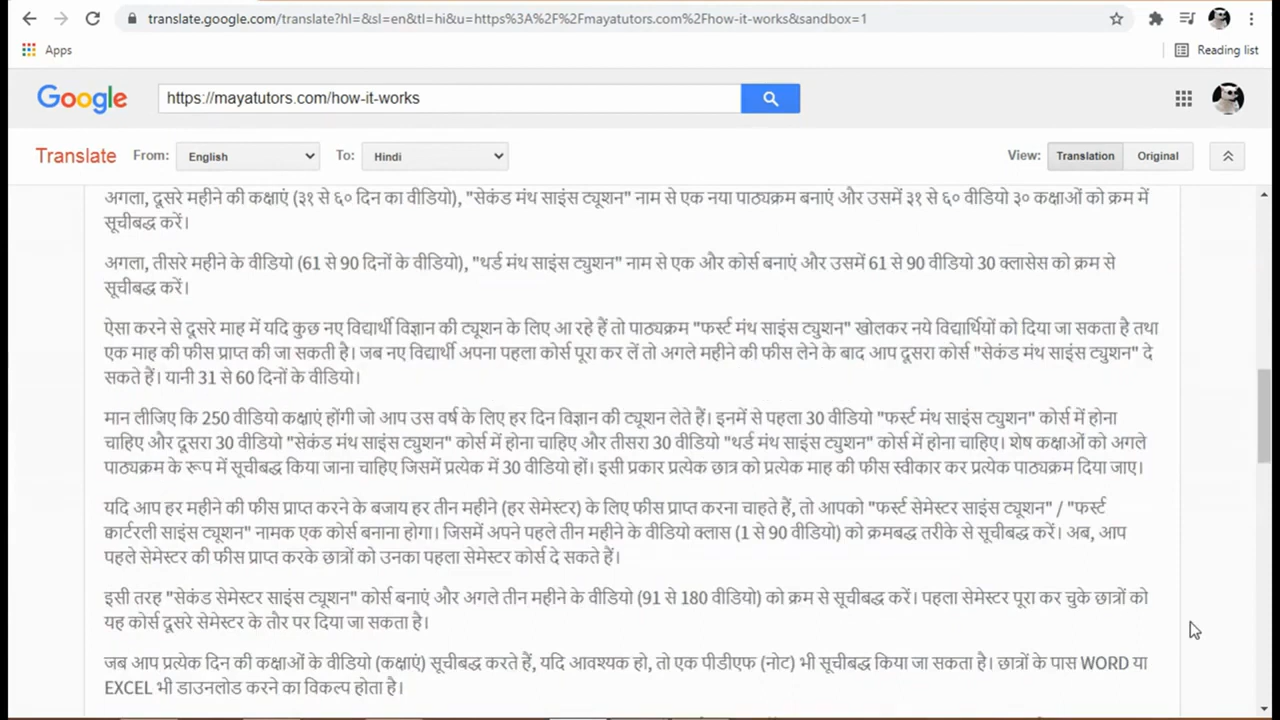 translate.google.com/translate?hl=&sl=en&tl=hi&u=https%3A%2F%2Fmayatutors.com%2Fhow-it-works&sandbox=1
Apps
Reading list
Google
https://mayatutors.com/how-it-works
Translate From: English To: Hindi View: Translation Original
अगला, दूसरे महीने की कक्षाएं (३१ से ६० दिन का वीडियो), "सेकंड मंथ साइंस ट्यूशन" नाम से एक नया पाठ्यक्रम बनाएं और उसमें ३१ से ६० वीडियो ३० कक्षाओं को क्रम में
सूचीबद्ध करें।
अगला, तीसरे महीने के वीडियो (61 से 90 दिनों के वीडियो), "थर्ड मंथ साइंस ट्युशन" नाम से एक और कोर्स बनाएं और उसमें 61 से 90 वीडियो 30 क्लासेस को क्रम से
सूचीबद्ध करें।
ऐसा करने से दूसरे माह में यदि कुछ नए विद्यार्थी विज्ञान की ट्यूशन के लिए आ रहे हैं तो पाठ्यक्रम "फर्स्ट मंथ साइंस ट्युशन" खोलकर नये विद्यार्थियों को दिया जा सकता है तथा
एक माह की फीस प्राप्त की जा सकती है। जब नए विद्यार्थी अपना पहला कोर्स पूरा कर लें तो अगले महीने की फीस लेने के बाद आप दूसरा कोर्स "सेकंड मंथ साइंस ट्युशन" दे
सकते हैं। यानी 31 से 60 दिनों के वीडियो।
मान लीजिए कि 250 वीडियो कक्षाएं होंगी जो आप उस वर्ष के लिए हर दिन विज्ञान की ट्यूशन लेते हैं। इनमें से पहला 30 वीडियो "फर्स्ट मंथ साइंस ट्युशन" कोर्स में होना
चाहिए और दूसरा 30 वीडियो "सेकंड मंथ साइंस ट्युशन" कोर्स में होना चाहिए और तीसरा 30 वीडियो "थर्ड मंथ साइंस ट्युशन" कोर्स में होना चाहिए। शेष कक्षाओं को अगले
पाठ्यक्रम के रूप में सूचीबद्ध किया जाना चाहिए जिसमें प्रत्येक में 30 वीडियो हों। इसी प्रकार प्रत्येक छात्र को प्रत्येक माह की फीस स्वीकार कर प्रत्येक पाठ्यक्रम दिया जाए।
यदि आप हर महीने की फीस प्राप्त करने के बजाय हर तीन महीने (हर सेमेस्टर) के लिए फीस प्राप्त करना चाहते हैं, तो आपको "फर्स्ट सेमेस्टर साइंस ट्यूशन" / "फर्स्ट
क्वार्टरली साइंस ट्यूशन" नामक एक कोर्स बनाना होगा। जिसमें अपने पहले तीन महीने के वीडियो क्लास (1 से 90 वीडियो) को क्रमबद्ध तरीके से सूचीबद्ध करें। अब, आप
पहले सेमेस्टर की फीस प्राप्त करके छात्रों को उनका पहला सेमेस्टर कोर्स दे सकते हैं।
इसी तरह "सेकंड सेमेस्टर साइंस ट्यूशन" कोर्स बनाएं और अगले तीन महीने के वीडियो (91 से 180 वीडियो) को क्रम से सूचीबद्ध करें। पहला सेमेस्टर पूरा कर चुके छात्रों को
यह कोर्स दूसरे सेमेस्टर के तौर पर दिया जा सकता है।
जब आप प्रत्येक दिन की कक्षाओं के वीडियो (कक्षाएं) सूचीबद्ध करते हैं, यदि आवश्यक हो, तो एक पीडीएफ (नोट) भी सूचीबद्ध किया जा सकता है। छात्रों के पास WORD या
EXCEL भी डाउनलोड करने का विकल्प होता है।